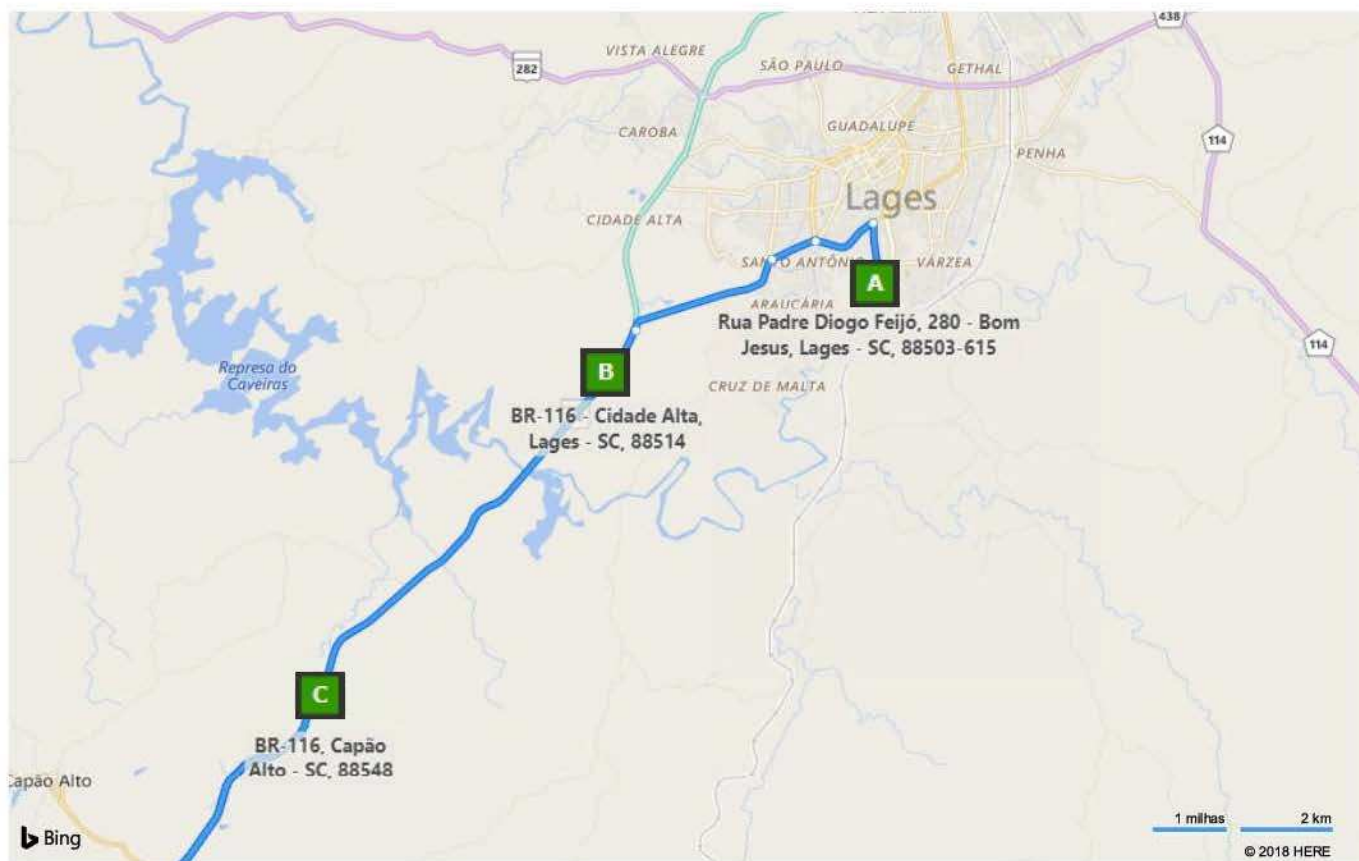 438
VISTA ALEGRE
282
SÃO PAULO
GETHAL
CAROBA
GUADALUPE
114
PENHA
Lages
CIDADE ALTA
SANTO ANTÔNIO
VÁRZEA
A
ARAUCÁRIA
Rua Padre Diogo Feijó, 280 - Bom
Jesus, Lages - SC, 88503-615
114
Represa do
Caveiras
B
CRUZ DE MALTA
BR-116 - Cidade Alta,
Lages - SC, 88514
C
BR-116, Capão
Alto - SC, 88548
Capão Alto
Bing
1 milhas
2 km
© 2018 HERE